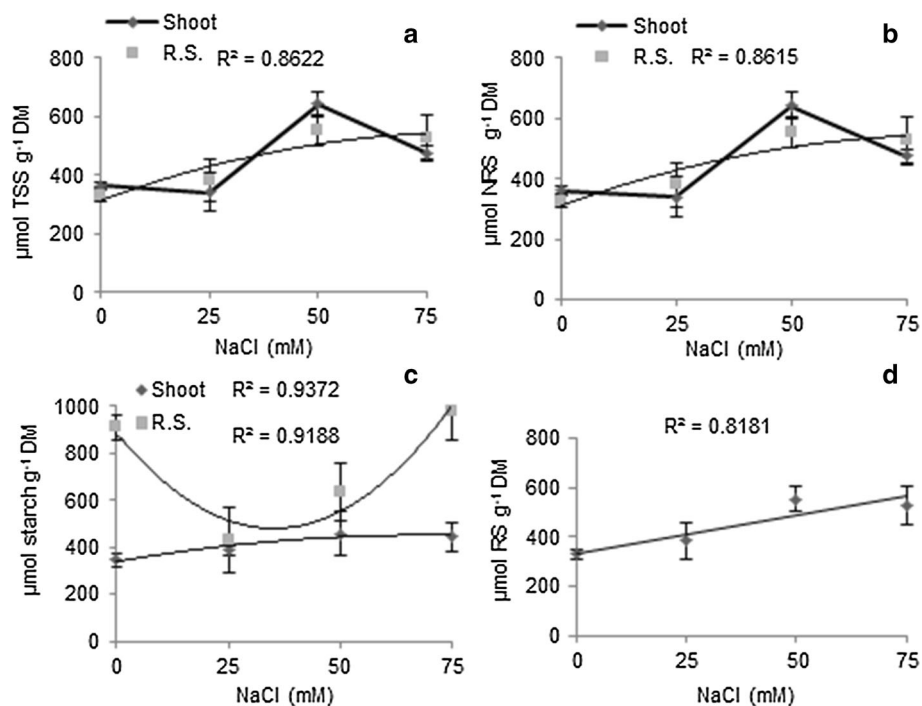 Shoot
a
R.S. R² = 0.8622
µmol TSS g⁻¹ DM
800
600
400
200
0
0 25 50 75
NaCl (mM)
Shoot
b
R.S. R² = 0.8615
µmol NRS g⁻¹ DM
800
600
400
200
0
0 25 50 75
NaCl (mM)
Shoot R² = 0.9372
c
R.S. R² = 0.9188
µmol starch g⁻¹ DM
1000
800
600
400
200
0
0 25 50 75
NaCl (mM)
d
R² = 0.8181
µmol RS g⁻¹ DM
800
600
400
200
0
0 25 50 75
NaCl (mM)